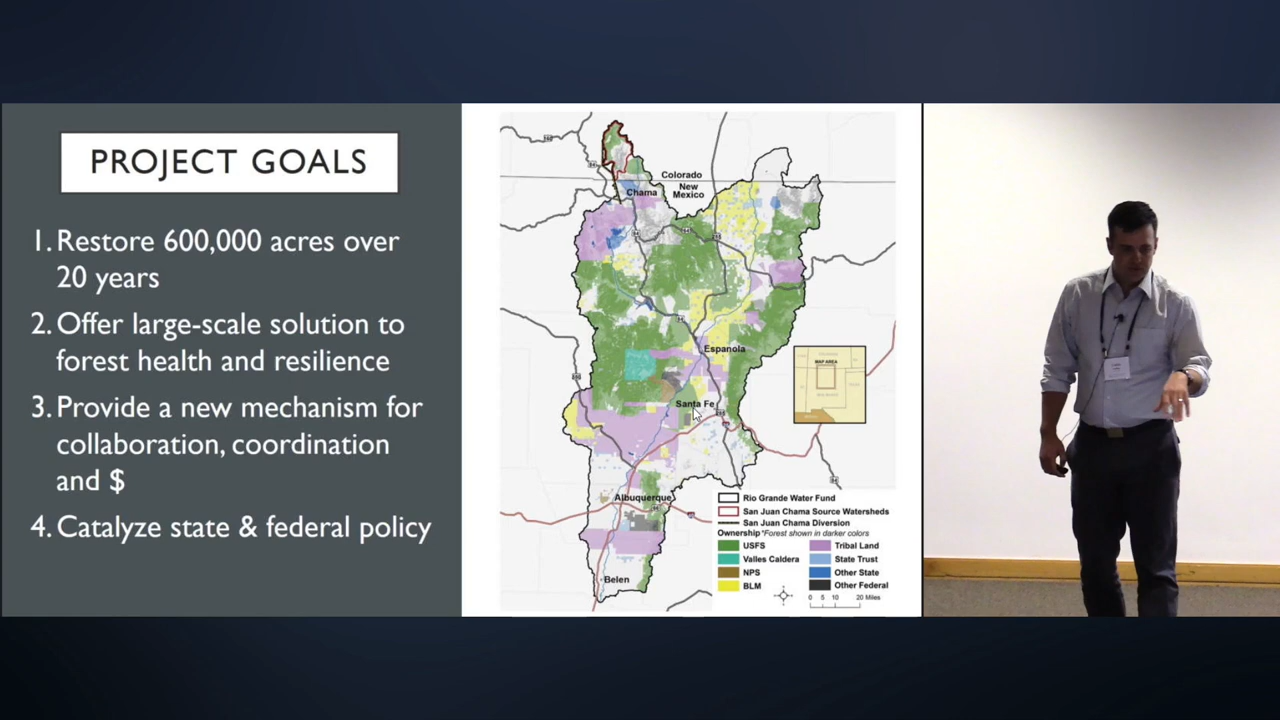 PROJECT GOALS
1. Restore 600,000 acres over
20 years
2. Offer large-scale solution to
forest health and resilience
3. Provide a new mechanism for
collaboration, coordination
and $
4. Catalyze state & federal policy
Colorado
New
Mexico
Chama
Espanola
Santa Fe
Albuquerque
Belen
MAP AREA
Rio Grande Water Fund
San Juan Chama Source Watersheds
San Juan Chama Diversion
Ownership *Forest shown in darker colors
USFS
Valles Caldera
NPS
BLM
Tribal Land
State Trust
Other State
Other Federal
0 5 10 20 Miles